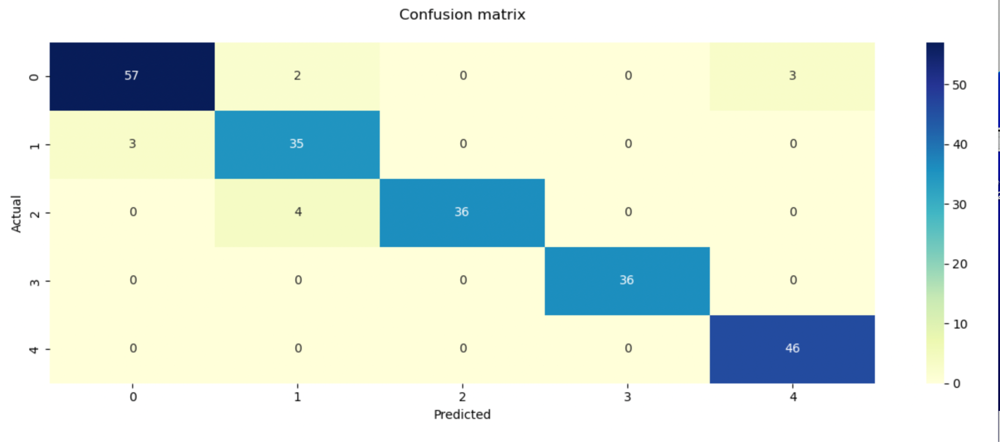 Confusion matrix
0 57 2 0 0 3
1 3 35 0 0 0
2 0 4 36 0 0
3 0 0 0 36 0
4 0 0 0 0 46
0 1 2 3 4
Predicted
Actual
50
40
30
20
10
0